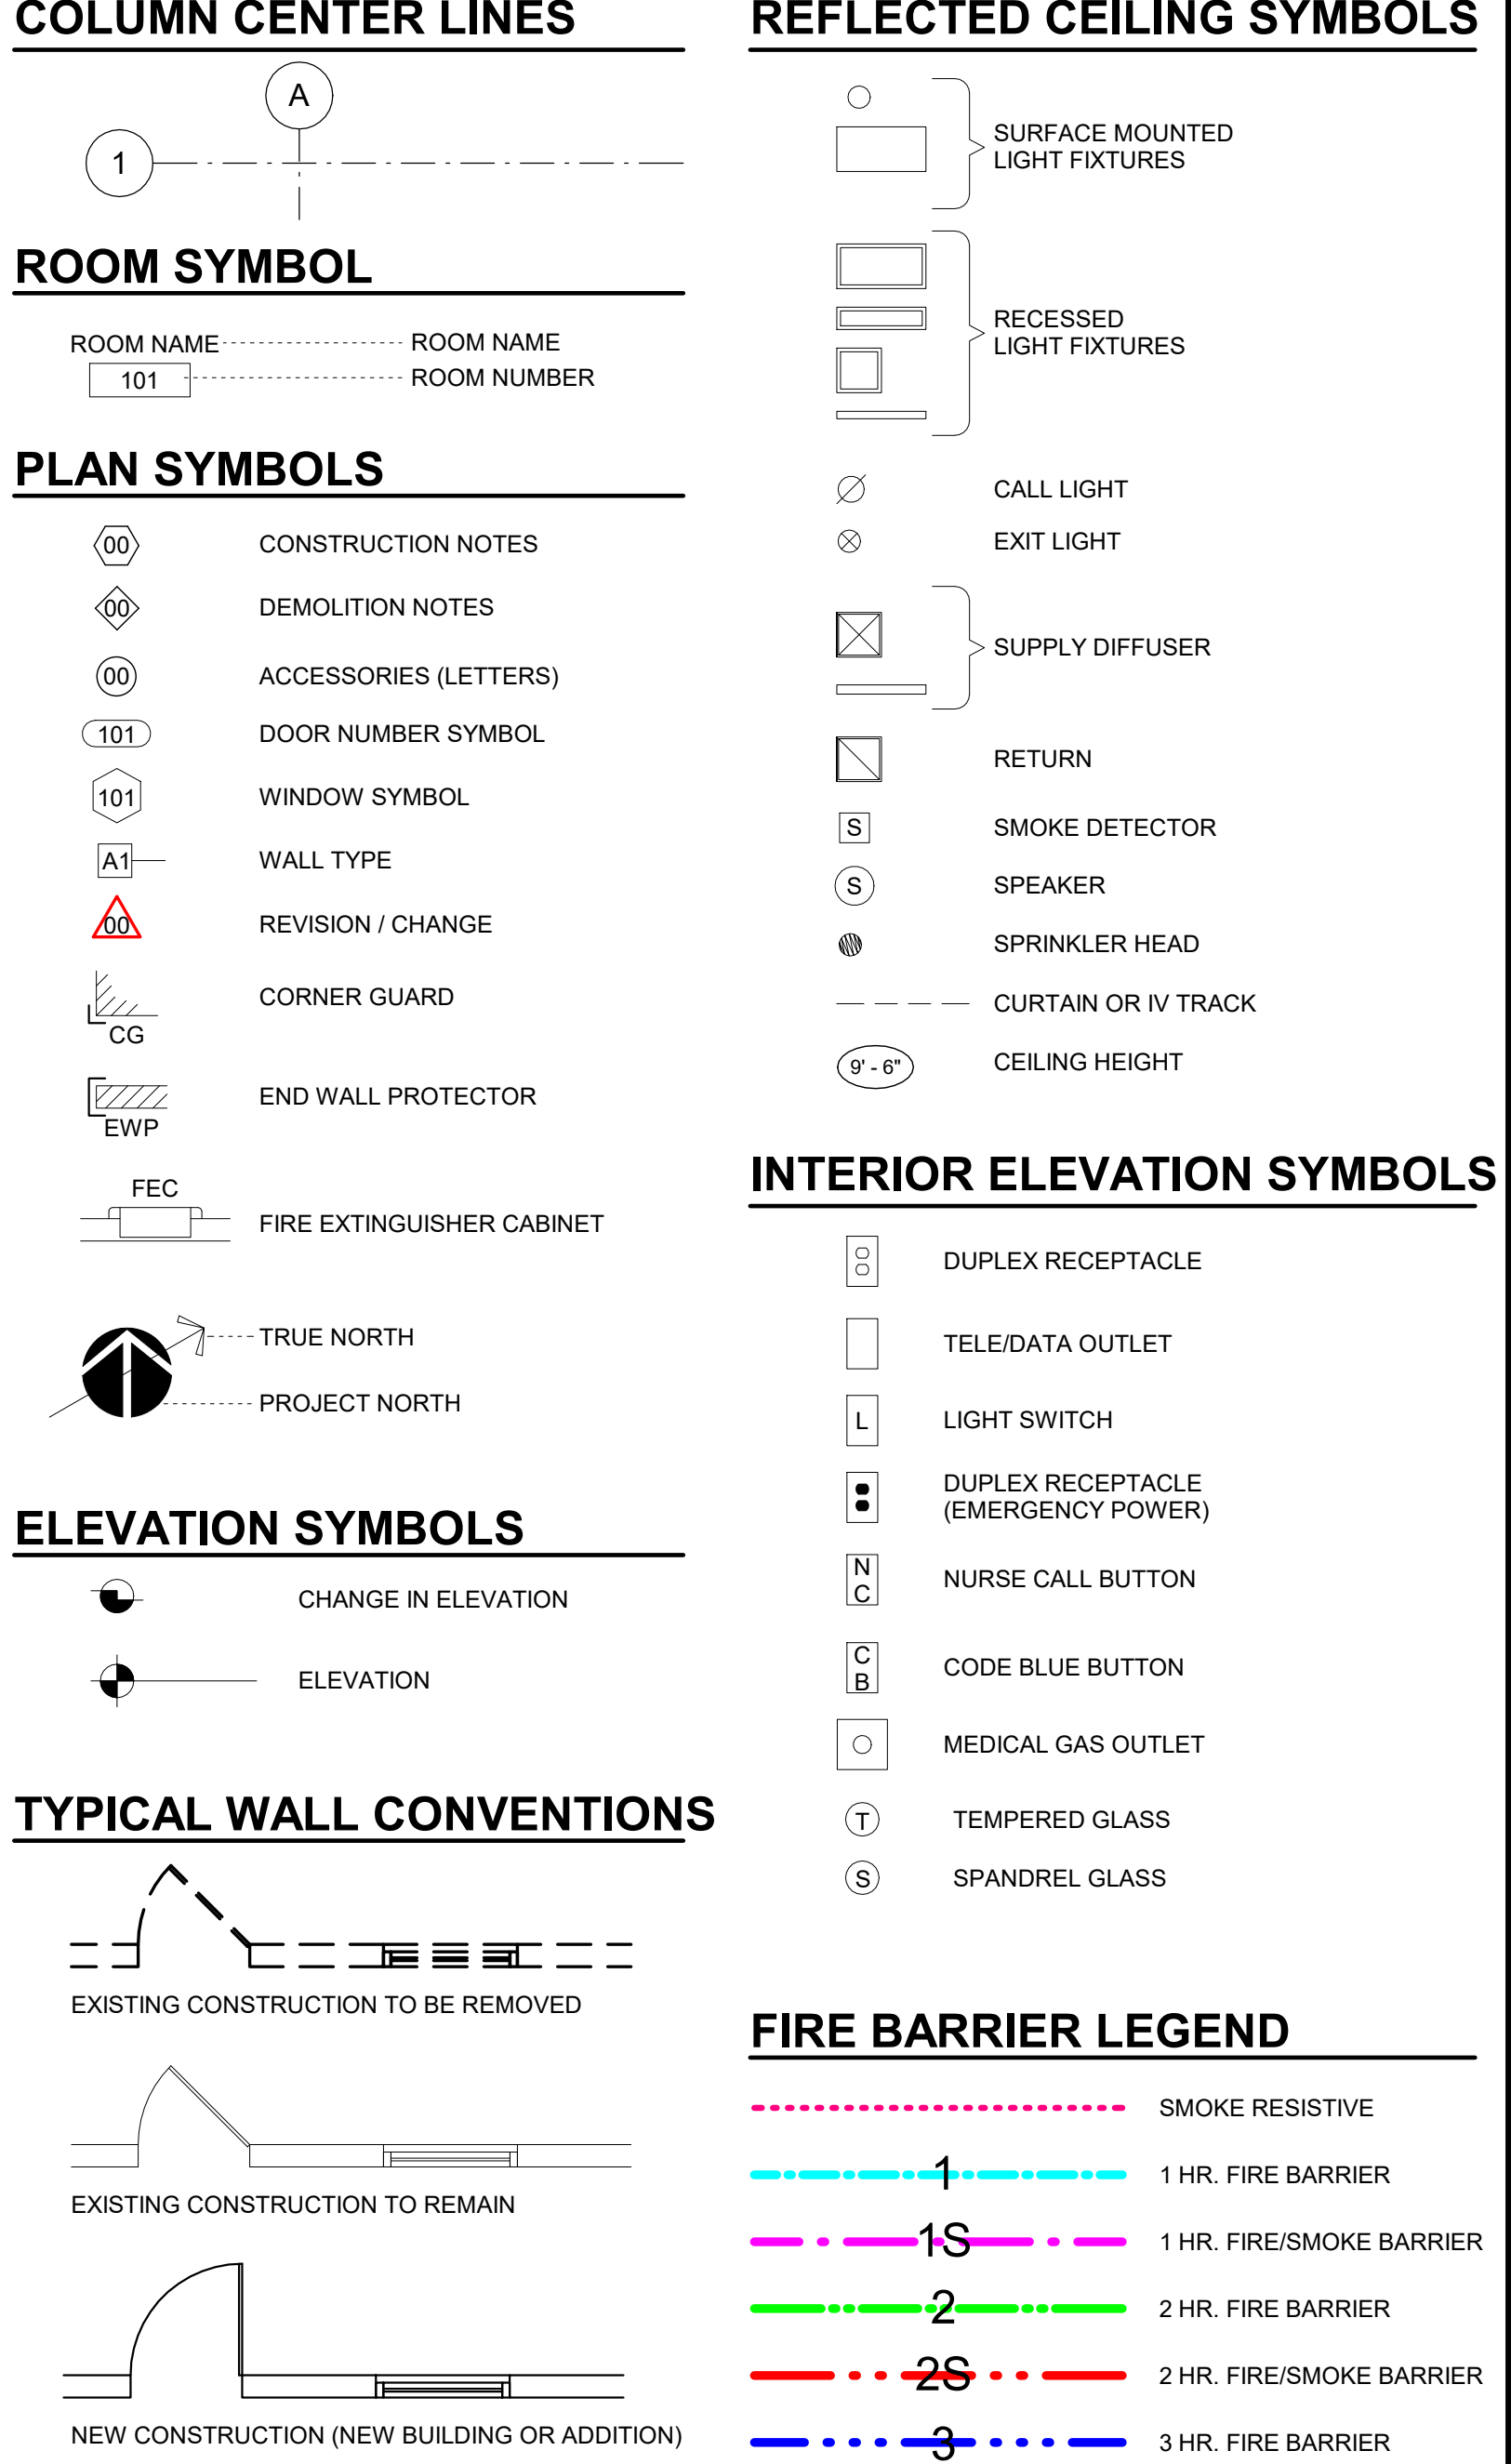 COLUMN CENTER LINES
A
1
ROOM SYMBOL
ROOM NAME ROOM NAME
101 ROOM NUMBER
PLAN SYMBOLS
00 CONSTRUCTION NOTES
00 DEMOLITION NOTES
00 ACCESSORIES (LETTERS)
101 DOOR NUMBER SYMBOL
101 WINDOW SYMBOL
A1 WALL TYPE
00 REVISION / CHANGE
CORNER GUARD
CG
END WALL PROTECTOR
EWP
FEC
FIRE EXTINGUISHER CABINET
TRUE NORTH
PROJECT NORTH
ELEVATION SYMBOLS
CHANGE IN ELEVATION
ELEVATION
TYPICAL WALL CONVENTIONS
EXISTING CONSTRUCTION TO BE REMOVED
EXISTING CONSTRUCTION TO REMAIN
NEW CONSTRUCTION (NEW BUILDING OR ADDITION)
REFLECTED CEILING SYMBOLS
SURFACE MOUNTED
LIGHT FIXTURES
RECESSED
LIGHT FIXTURES
CALL LIGHT
EXIT LIGHT
SUPPLY DIFFUSER
RETURN
S SMOKE DETECTOR
S SPEAKER
SPRINKLER HEAD
CURTAIN OR IV TRACK
9' - 6" CEILING HEIGHT
INTERIOR ELEVATION SYMBOLS
DUPLEX RECEPTACLE
TELE/DATA OUTLET
L LIGHT SWITCH
DUPLEX RECEPTACLE
(EMERGENCY POWER)
N
C
NURSE CALL BUTTON
C
B
CODE BLUE BUTTON
MEDICAL GAS OUTLET
T TEMPERED GLASS
S SPANDREL GLASS
FIRE BARRIER LEGEND
SMOKE RESISTIVE
1 1 HR. FIRE BARRIER
1S 1 HR. FIRE/SMOKE BARRIER
2 2 HR. FIRE BARRIER
2S 2 HR. FIRE/SMOKE BARRIER
3 3 HR. FIRE BARRIER